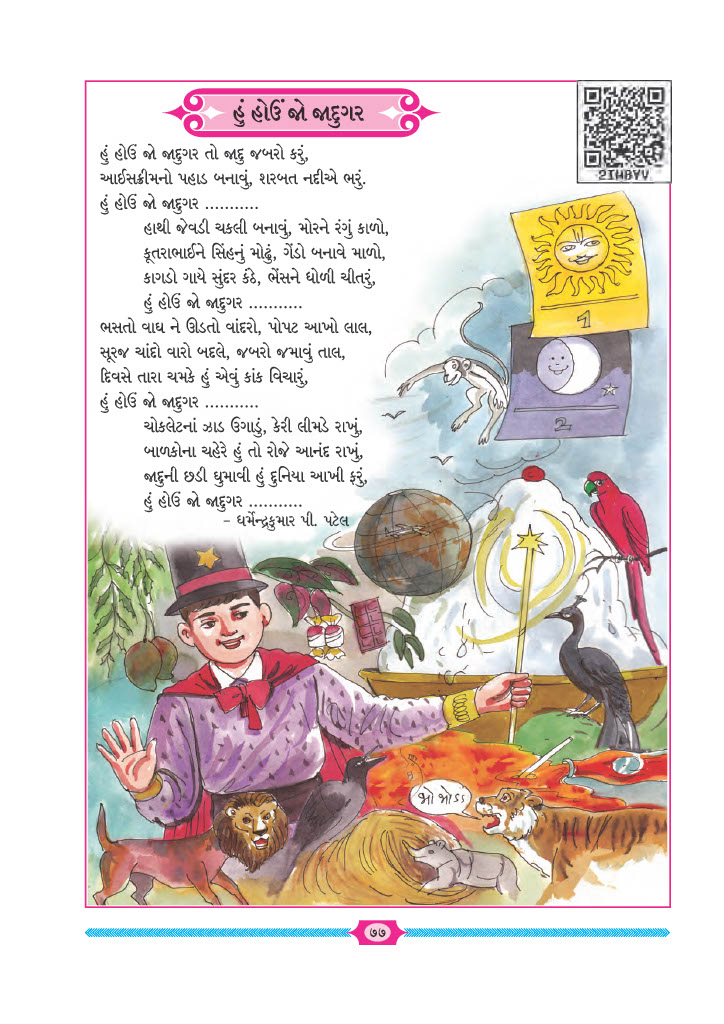 હું હોઉં જો જાદુગર
2IWBYV
હું હોઉં જો જાદુગર તો જાદુ જબરો કરું,
આઈસક્રીમનો પહાડ બનાવું, શરબત નદીએ ભરું.
હું હોઉં જો જાદુગર ...........
હાથી જેવડી ચકલી બનાવું, મોરને રંગું કાળો,
કૂતરાભાઈને સિંહનું મોઢું, ગેંડો બનાવે માળો,
કાગડો ગાયે સુંદર કંઠે, ભેંસને ધોળી ચીતરું,
હું હોઉં જો જાદુગર ...........
ભસતો વાઘ ને ઊડતો વાંદરો, પોપટ આખો લાલ,
સૂરજ ચાંદો વારો બદલે, જબરો જમાવું તાલ,
દિવસે તારા ચમકે હું એવું કાંક વિચારું,
હું હોઉં જો જાદુગર ...........
ચોકલેટનાં ઝાડ ઉગાડું, કેરી લીમડે રાખું,
બાળકોના ચહેરે હું તો રોજે આનંદ રાખું,
જાદુની છડી ઘુમાવી હું દુનિયા આખી ફરું,
હું હોઉં જો જાદુગર ...........
– ધર્મેન્દ્રકુમાર પી. પટેલ
1
2
ભો ભોડડ
૭૭